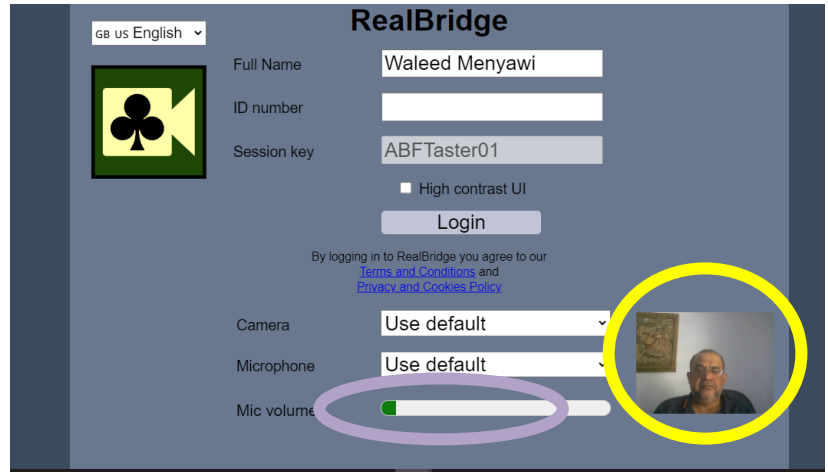 RealBridge
GB US English
Full Name Waleed Menyawi
ID number
Session key ABFTaster01
High contrast UI
Login
By logging in to RealBridge you agree to our
Terms and Conditions and
Privacy and Cookies Policy
Camera Use default
Microphone Use default
Mic volume